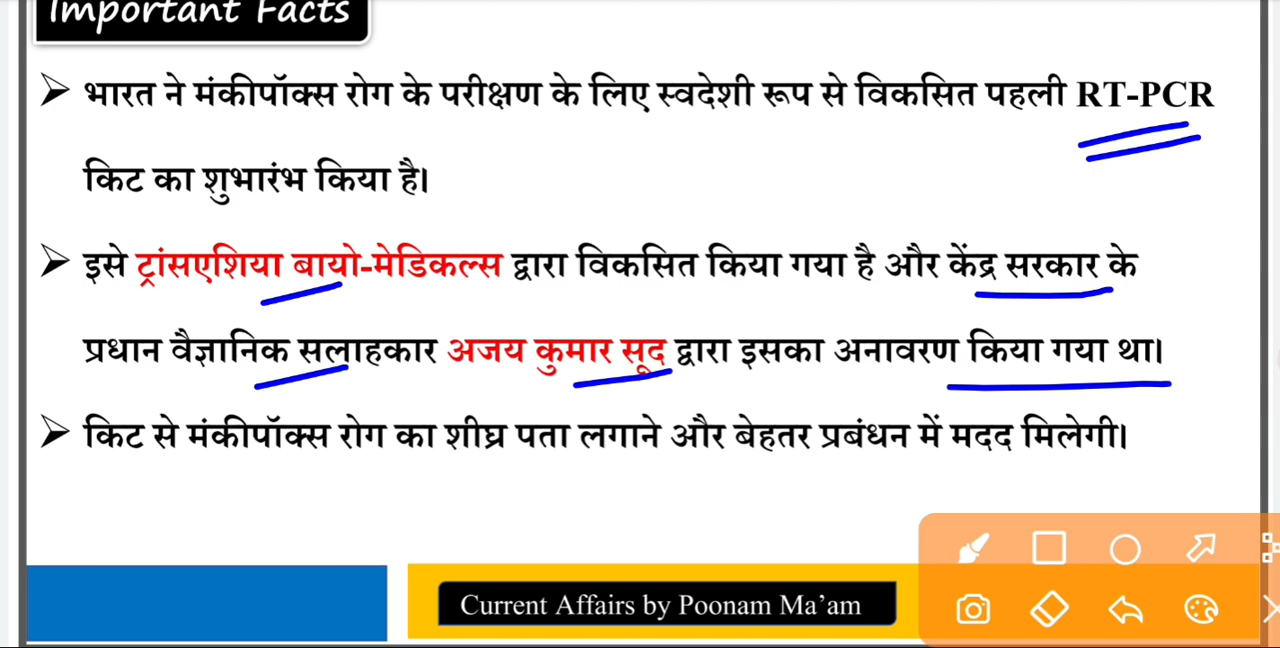 Important Facts
➤ भारत ने मंकीपॉक्स रोग के परीक्षण के लिए स्वदेशी रूप से विकसित पहली RT-PCR
किट का शुभारंभ किया है।
➤ इसे ट्रांसएशिया बायो-मेडिकल्स द्वारा विकसित किया गया है और केंद्र सरकार के
प्रधान वैज्ञानिक सलाहकार अजय कुमार सूद द्वारा इसका अनावरण किया गया था।
➤ किट से मंकीपॉक्स रोग का शीघ्र पता लगाने और बेहतर प्रबंधन में मदद मिलेगी।
Current Affairs by Poonam Ma’am